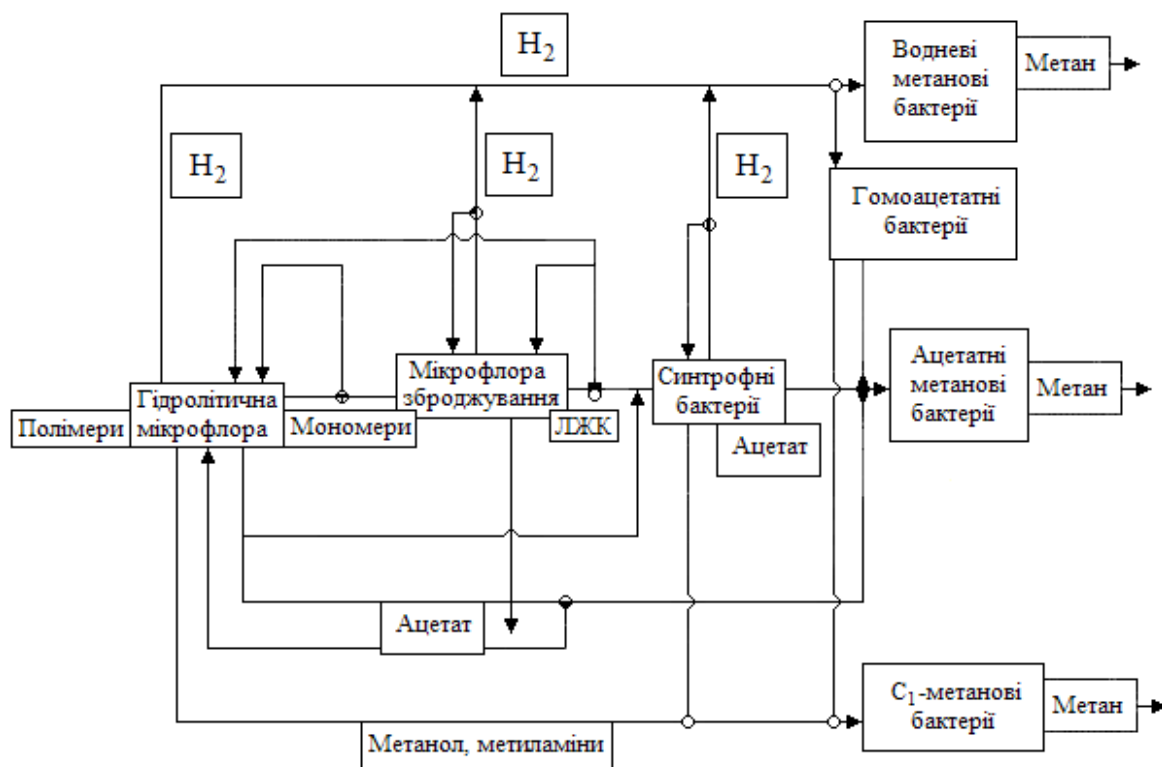 H2
Водневі
метанові
бактерії
Метан
H2
H2
H2
Гомоацетатні
бактерії
Полімери
Гідролітична
мікрофлора
Мономери
Мікрофлора
зброджування
ЛЖК
Синтрофні
бактерії
Ацетат
Ацетатні
метанові
бактерії
Метан
Ацетат
Метанол, метиламіни
C1-метанові
бактерії
Метан